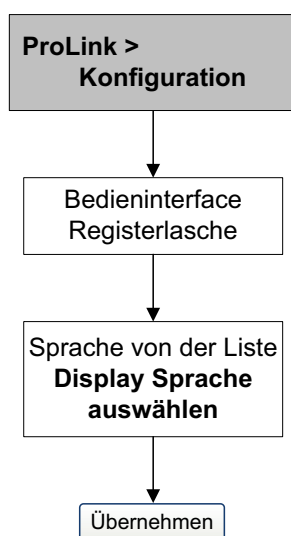 ProLink >
Konfiguration
Bedieninterface
Registerlasche
Sprache von der Liste
Display Sprache
auswählen
Übernehmen